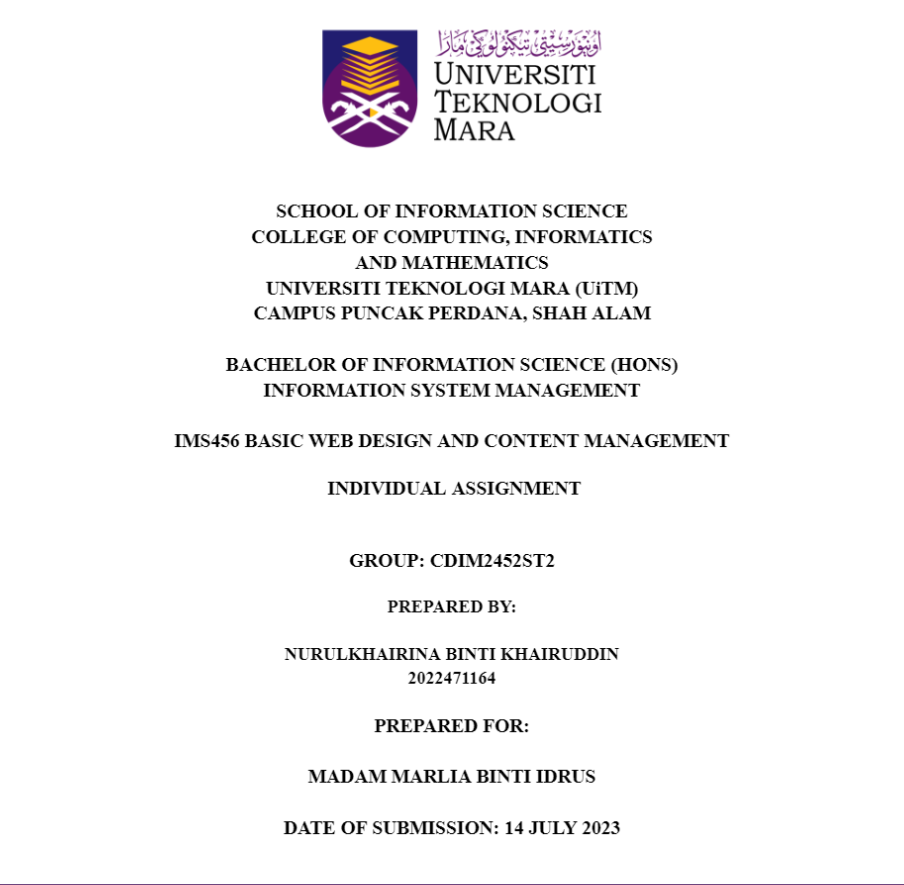 اونيۏرسيتي تيكنولوݢي مارا
UNIVERSITI
TEKNOLOGI
MARA
SCHOOL OF INFORMATION SCIENCE
COLLEGE OF COMPUTING, INFORMATICS
AND MATHEMATICS
UNIVERSITI TEKNOLOGI MARA (UiTM)
CAMPUS PUNCAK PERDANA, SHAH ALAM
BACHELOR OF INFORMATION SCIENCE (HONS)
INFORMATION SYSTEM MANAGEMENT
IMS456 BASIC WEB DESIGN AND CONTENT MANAGEMENT
INDIVIDUAL ASSIGNMENT
GROUP: CDIM2452ST2
PREPARED BY:
NURULKHAIRINA BINTI KHAIRUDDIN
2022471164
PREPARED FOR:
MADAM MARLIA BINTI IDRUS
DATE OF SUBMISSION: 14 JULY 2023